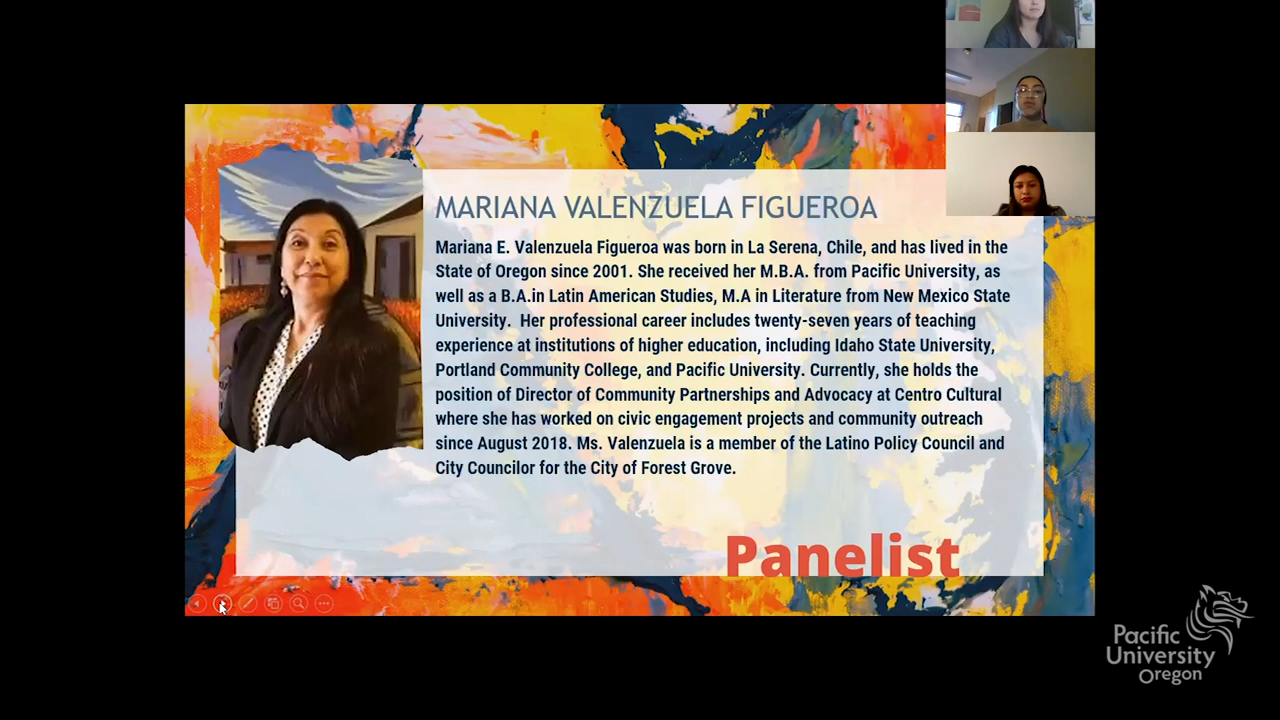 MARIANA VALENZUELA FIGUEROA
Mariana E. Valenzuela Figueroa was born in La Serena, Chile, and has lived in the
State of Oregon since 2001. She received her M.B.A. from Pacific University, as
well as a B.A.in Latin American Studies, M.A in Literature from New Mexico State
University.  Her professional career includes twenty-seven years of teaching
experience at institutions of higher education, including Idaho State University,
Portland Community College, and Pacific University. Currently, she holds the
position of Director of Community Partnerships and Advocacy at Centro Cultural
where she has worked on civic engagement projects and community outreach
since August 2018. Ms. Valenzuela is a member of the Latino Policy Council and
City Councilor for the City of Forest Grove.
Panelist
Pacific
University
Oregon